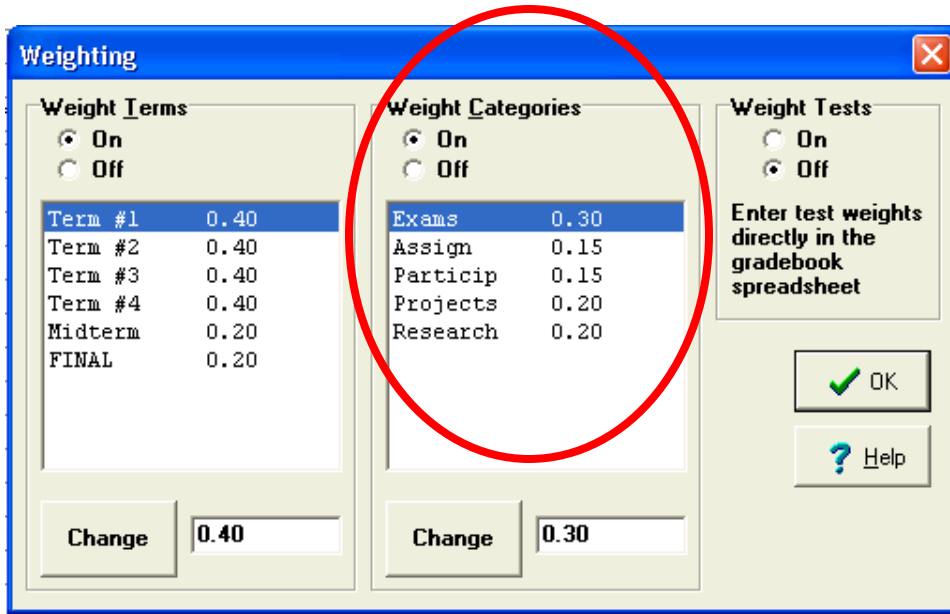 Weighting
Weight Terms
On
Off
Term #1 0.40
Term #2 0.40
Term #3 0.40
Term #4 0.40
Midterm 0.20
FINAL 0.20
Change 0.40
Weight Categories
On
Off
Exams 0.30
Assign 0.15
Particip 0.15
Projects 0.20
Research 0.20
Change 0.30
Weight Tests
On
Off
Enter test weights
directly in the
gradebook
spreadsheet
OK
? Help